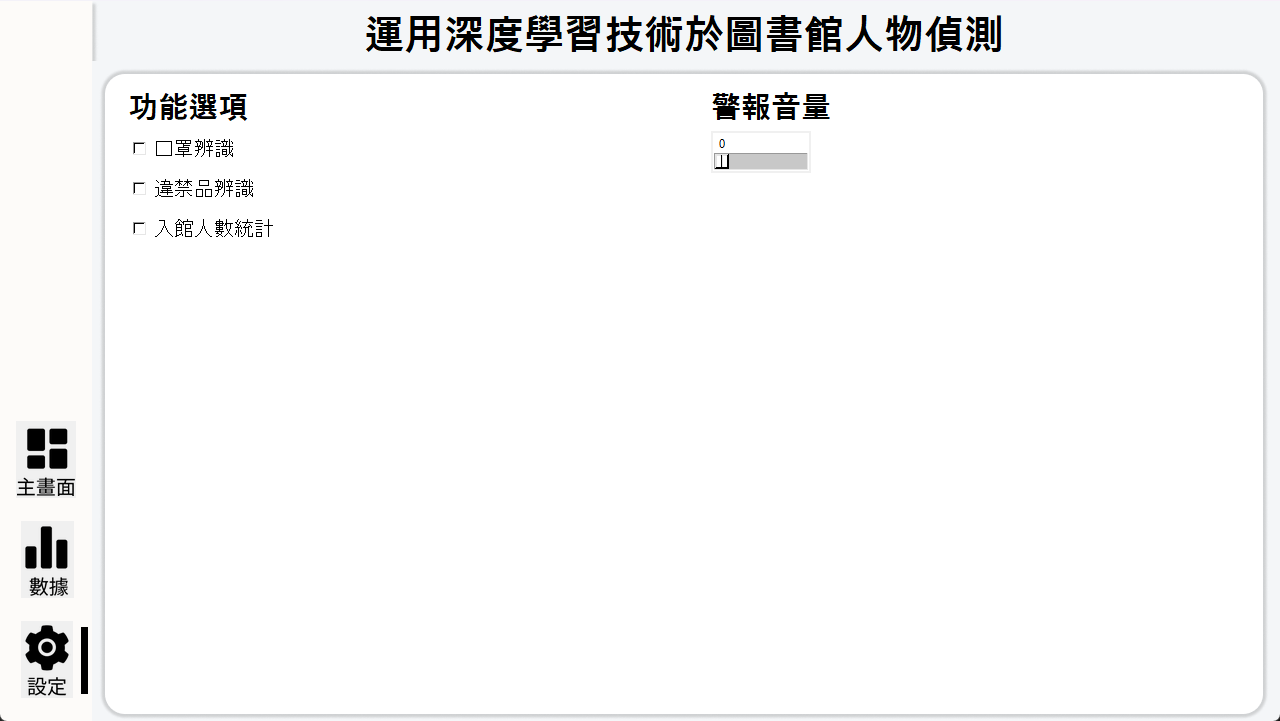 運用深度學習技術於圖書館人物偵測
功能選項
口罩辨識
違禁品辨識
入館人數統計
警報音量
0
主畫面
數據
設定